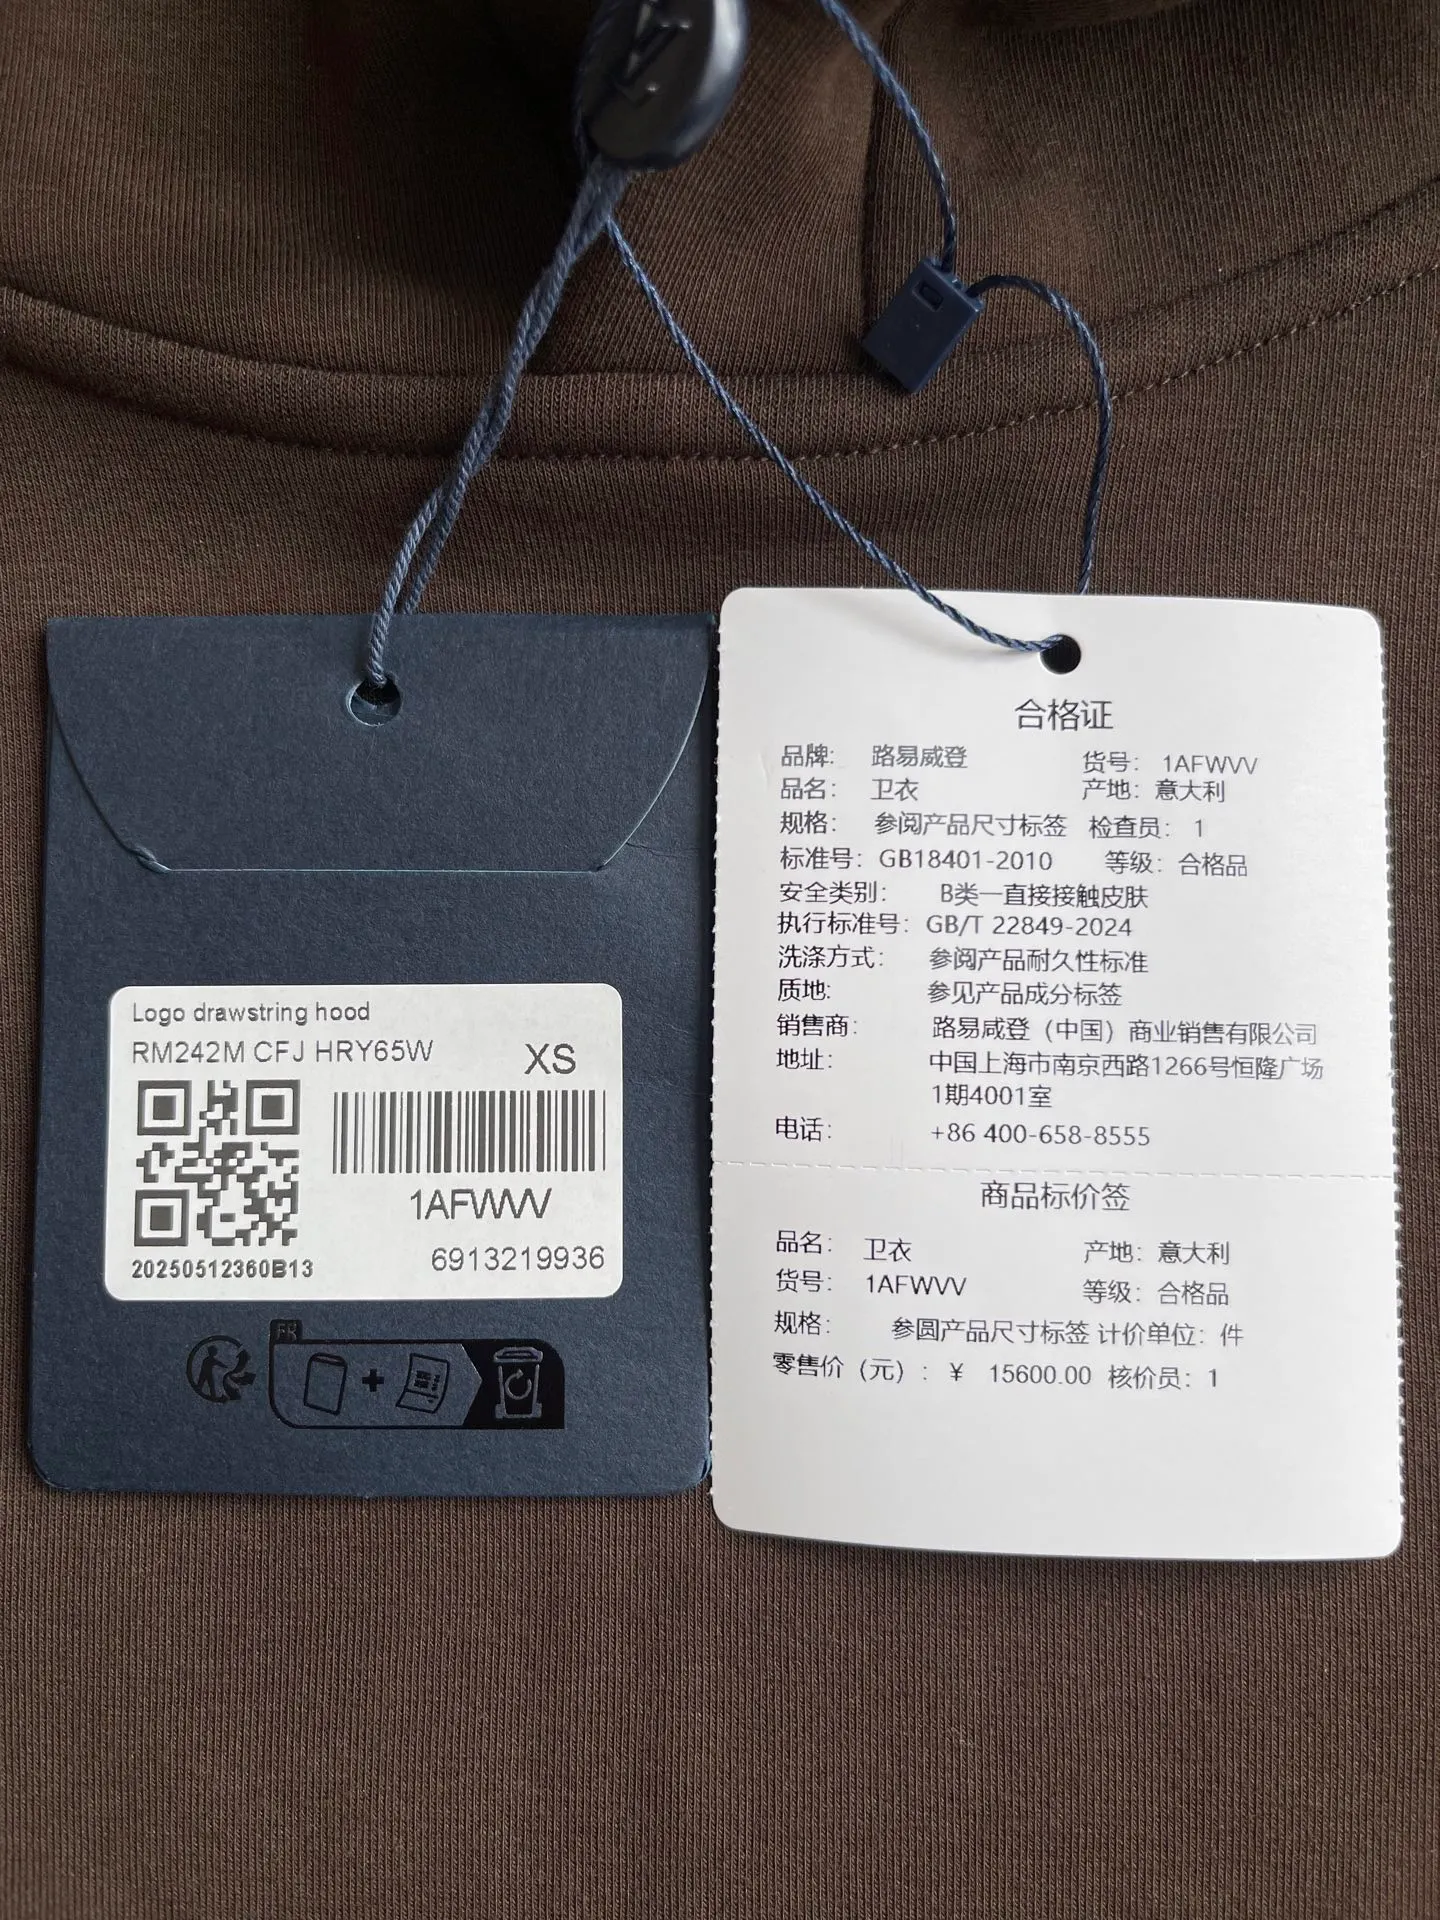 LV
Logo drawstring hood
RM242M CFJ HRY65W
XS
1AFWVV
20250512360B13
6913219936
FR
合格证
品牌: 路易威登 货号: 1AFWVV
品名: 卫衣 产地: 意大利
规格: 参阅产品尺寸标签 检查员: 1
标准号: GB18401-2010 等级: 合格品
安全类别: B类一直接接触皮肤
执行标准号: GB/T 22849-2024
洗涤方式: 参阅产品耐久性标准
质地: 参见产品成分标签
销售商: 路易威登（中国）商业销售有限公司
地址: 中国上海市南京西路1266号恒隆广场
1期4001室
电话: +86 400-658-8555
商品标价签
品名: 卫衣 产地: 意大利
货号: 1AFWVV 等级: 合格品
规格: 参圆产品尺寸标签 计价单位: 件
零售价（元）: ¥ 15600.00 核价员: 1